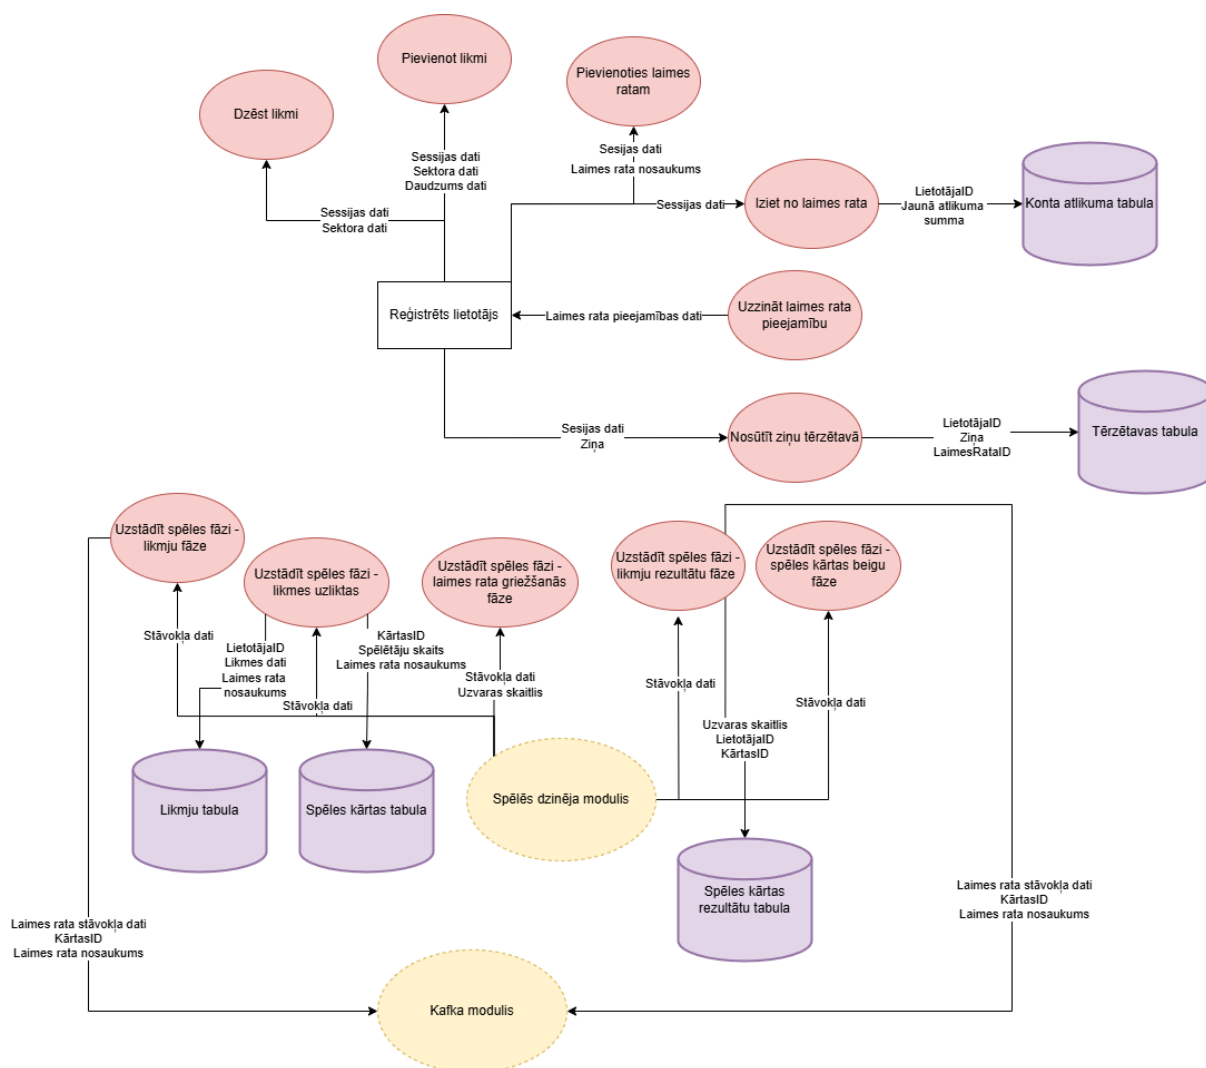 Pievienot likmi
Dzēst likmi
Pievienoties laimes
ratam
Sessijas dati
Sektora dati
Daudzums dati
Sesijas dati
Laimes rata nosaukums
Sessijas dati
Sektora dati
Sessijas dati
Iziet no laimes rata
LietotājaID
Jaunā atlikuma
summa
Konta atlikuma tabula
Reģistrēts lietotājs
Laimes rata pieejamības dati
Uzzināt laimes rata
pieejamību
Sesijas dati
Ziņa
Nosūtīt ziņu tērzētavā
LietotājaID
Ziņa
LaimesRataID
Tērzētavas tabula
Uzstādīt spēles fāzi -
likmju fāze
Uzstādīt spēles fāzi -
likmes uzliktas
Uzstādīt spēles fāzi -
laimes rata griežšanās
fāze
Uzstādīt spēles fāzi -
likmju rezultātu fāze
Uzstādīt spēles fāzi -
spēles kārtas beigu
fāze
Stāvokļa dati
LietotājaID
Likmes dati
Laimes rata
nosaukums
KārtasID
Spēlētāju skaits
Laimes rata nosaukums
Stāvokļa dati
Stāvokļa dati
Uzvaras skaitlis
Stāvokļa dati
Stāvokļa dati
Uzvaras skaitlis
LietotājaID
KārtasID
Likmju tabula
Spēles kārtas tabula
Spēlēs dzinēja modulis
Spēles kārtas
rezultātu tabula
Laimes rata stāvokļa dati
KārtasID
Laimes rata nosaukums
Laimes rata stāvokļa dati
KārtasID
Laimes rata nosaukums
Kafka modulis